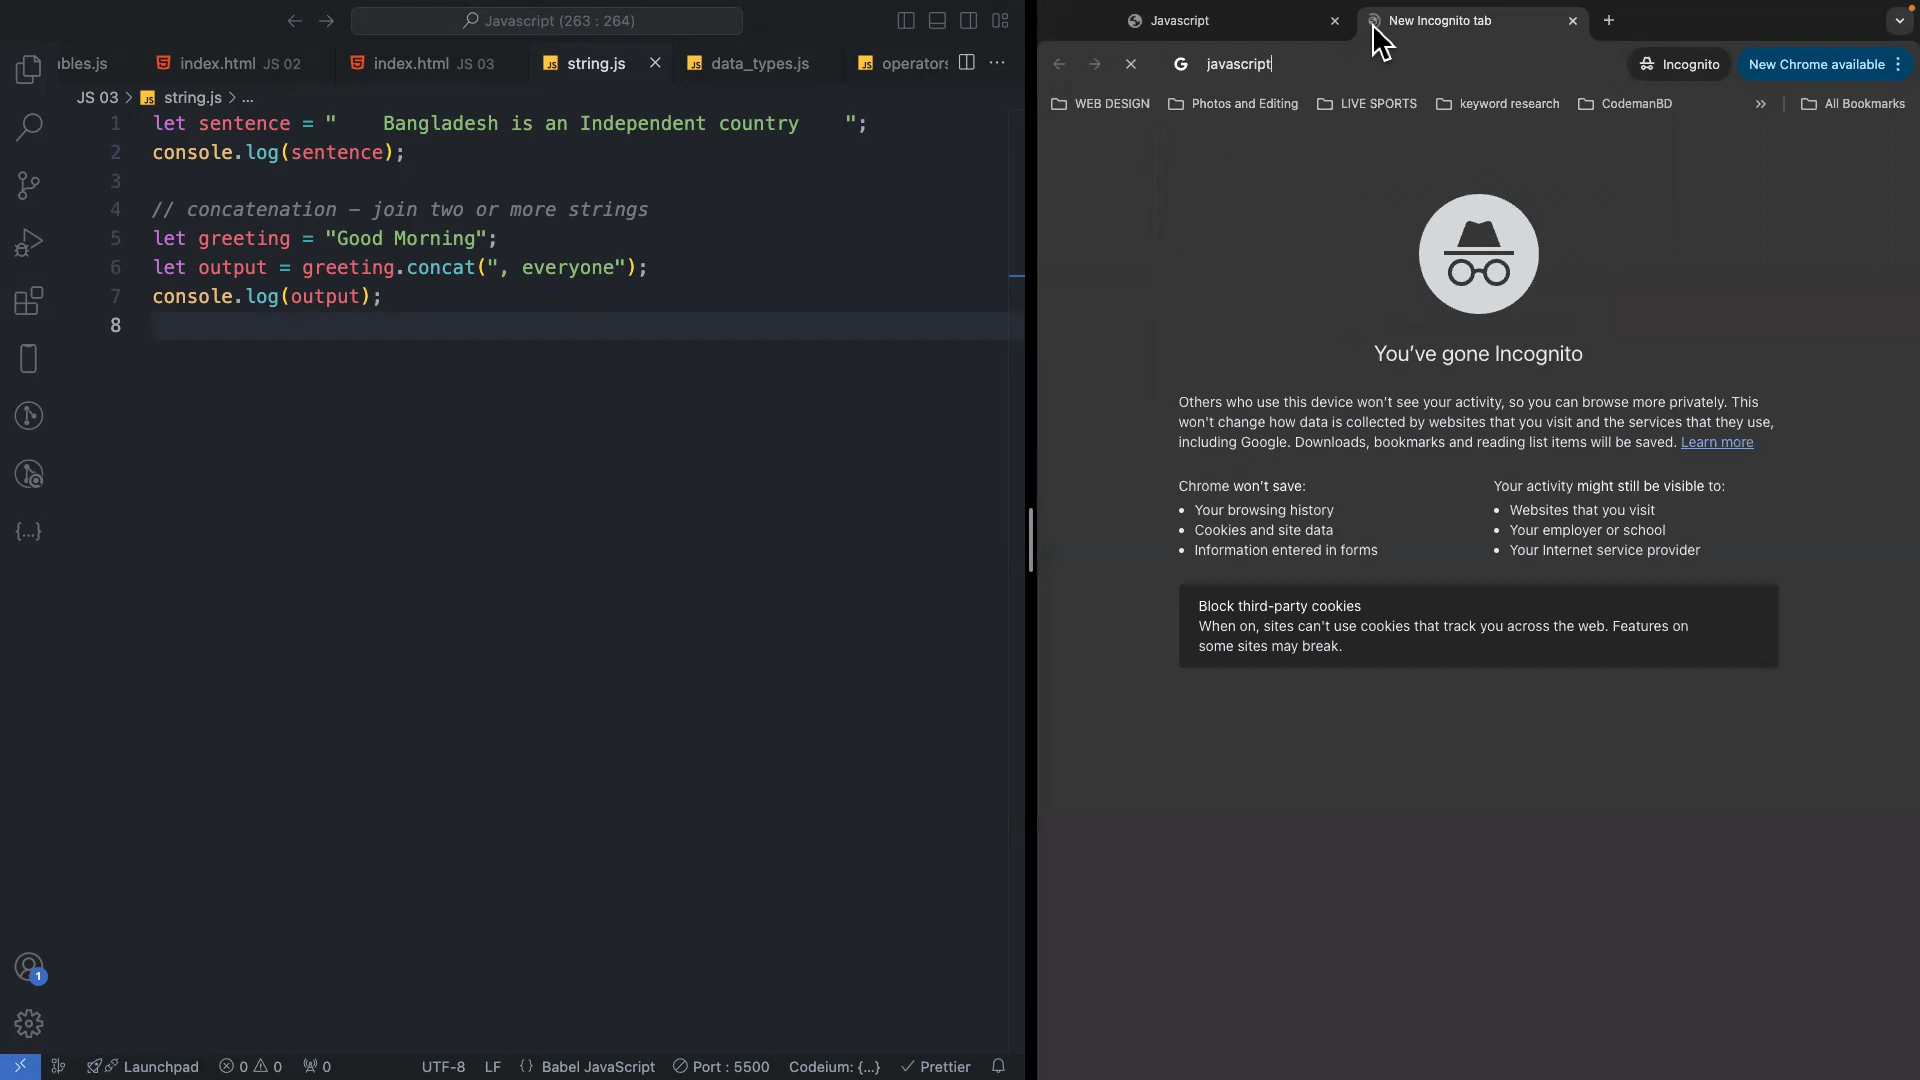 Javascript (263 : 264)
bles.js
index.html JS 02
index.html JS 03
string.js
data_types.js
operators
JS 03 > string.js > ...
1 let sentence = "    Bangladesh is an Independent country    ";
2 console.log(sentence);
3
4 // concatenation – join two or more strings
5 let greeting = "Good Morning";
6 let output = greeting.concat(", everyone");
7 console.log(output);
8
1
Launchpad
0
0
0
UTF-8
LF
Babel JavaScript
Port : 5500
Codeium: {...}
Prettier
Javascript
New Incognito tab
javascript
Incognito
New Chrome available
WEB DESIGN
Photos and Editing
LIVE SPORTS
keyword research
CodemanBD
All Bookmarks
You've gone Incognito
Others who use this device won't see your activity, so you can browse more privately. This
won't change how data is collected by websites that you visit and the services that they use,
including Google. Downloads, bookmarks and reading list items will be saved. Learn more
Chrome won't save:
Your browsing history
Cookies and site data
Information entered in forms
Your activity might still be visible to:
Websites that you visit
Your employer or school
Your Internet service provider
Block third-party cookies
When on, sites can't use cookies that track you across the web. Features on
some sites may break.